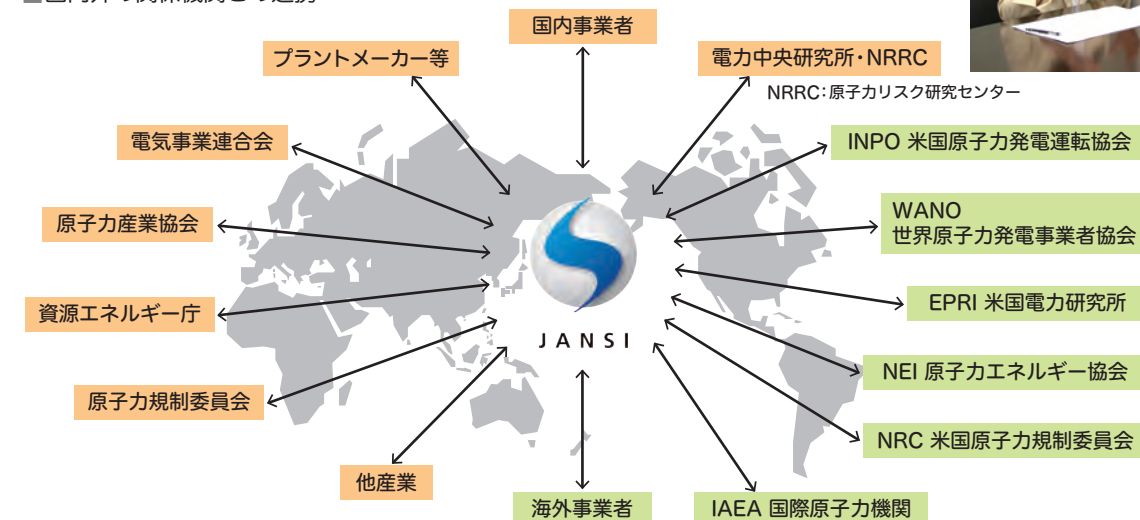 国内事業者
プラントメーカー等
電力中央研究所・NRRC
NRRC：原子力リスク研究センター
電気事業連合会
INPO 米国原子力発電運転協会
原子力産業協会
WANO
世界原子力発電事業者協会
資源エネルギー庁
EPRI 米国電力研究所
JANSI
NEI 原子力エネルギー協会
原子力規制委員会
NRC 米国原子力規制委員会
他産業
海外事業者
IAEA 国際原子力機関